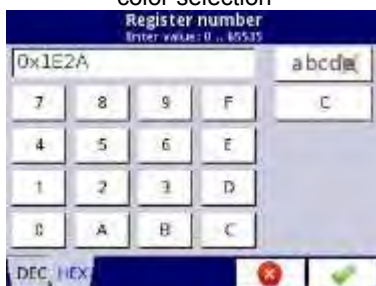 color selection
Register number
Enter value: 0 .. 65535
0x1E2A
7 8 9 F C
4 5 6 E
1 2 3 D
0 A B C
DEC HEX